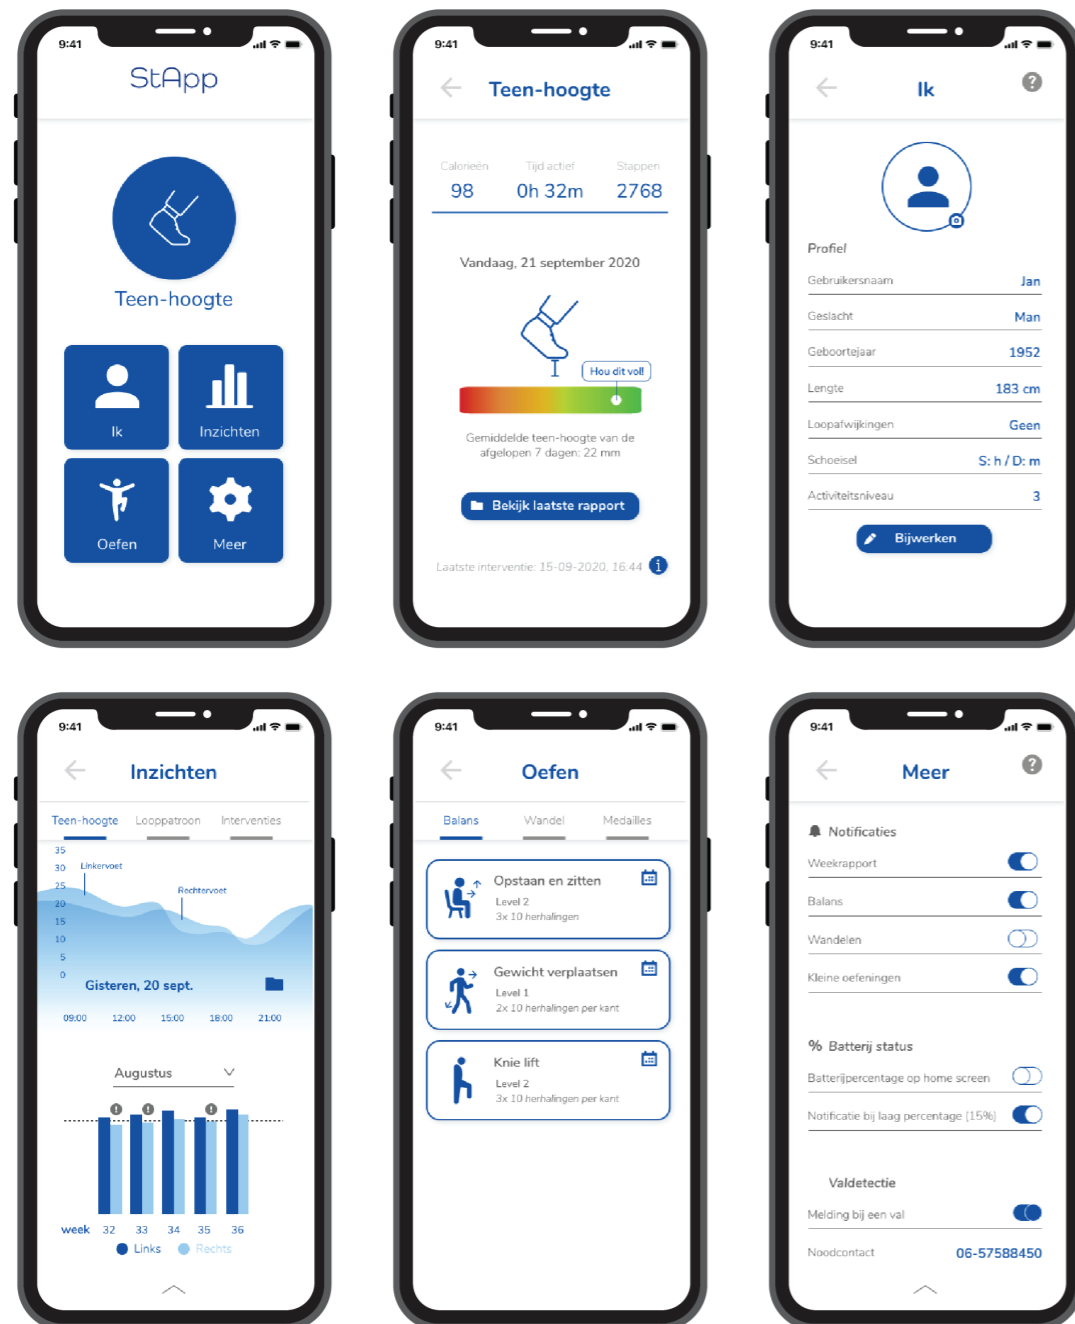 9:41
StApp
Teen-hoogte
Ik
Inzichten
Oefen
Meer
9:41
Teen-hoogte
Calorieën
Tijd actief
Stappen
98
0h 32m
2768
Vandaag, 21 september 2020
Hou dit vol!
Gemiddelde teen-hoogte van de
afgelopen 7 dagen: 22 mm
Bekijk laatste rapport
Laatste interventie: 15-09-2020, 16:44
i
9:41
Ik
?
Profiel
Gebruikersnaam
Jan
Geslacht
Man
Geboortejaar
1952
Lengte
183 cm
Loopafwijkingen
Geen
Schoeisel
S: h / D: m
Activiteitsniveau
3
Bijwerken
9:41
Inzichten
Teen-hoogte
Looppatroon
Interventies
35
30
25
20
15
10
5
0
Linkervoet
Rechtervoet
Gisteren, 20 sept.
09:00
12:00
15:00
18:00
21:00
Augustus
!
!
!
week
32
33
34
35
36
Links
Rechts
9:41
Oefen
Balans
Wandel
Medailles
Opstaan en zitten
Level 2
3x 10 herhalingen
Gewicht verplaatsen
Level 1
2x 10 herhalingen per kant
Knie lift
Level 2
3x 10 herhalingen per kant
9:41
Meer
?
Notificaties
Weekrapport
Balans
Wandelen
Kleine oefeningen
% Batterij status
Batterijpercentage op home screen
Notificatie bij laag percentage (15%)
Valdetectie
Melding bij een val
Noodcontact
06-57588450